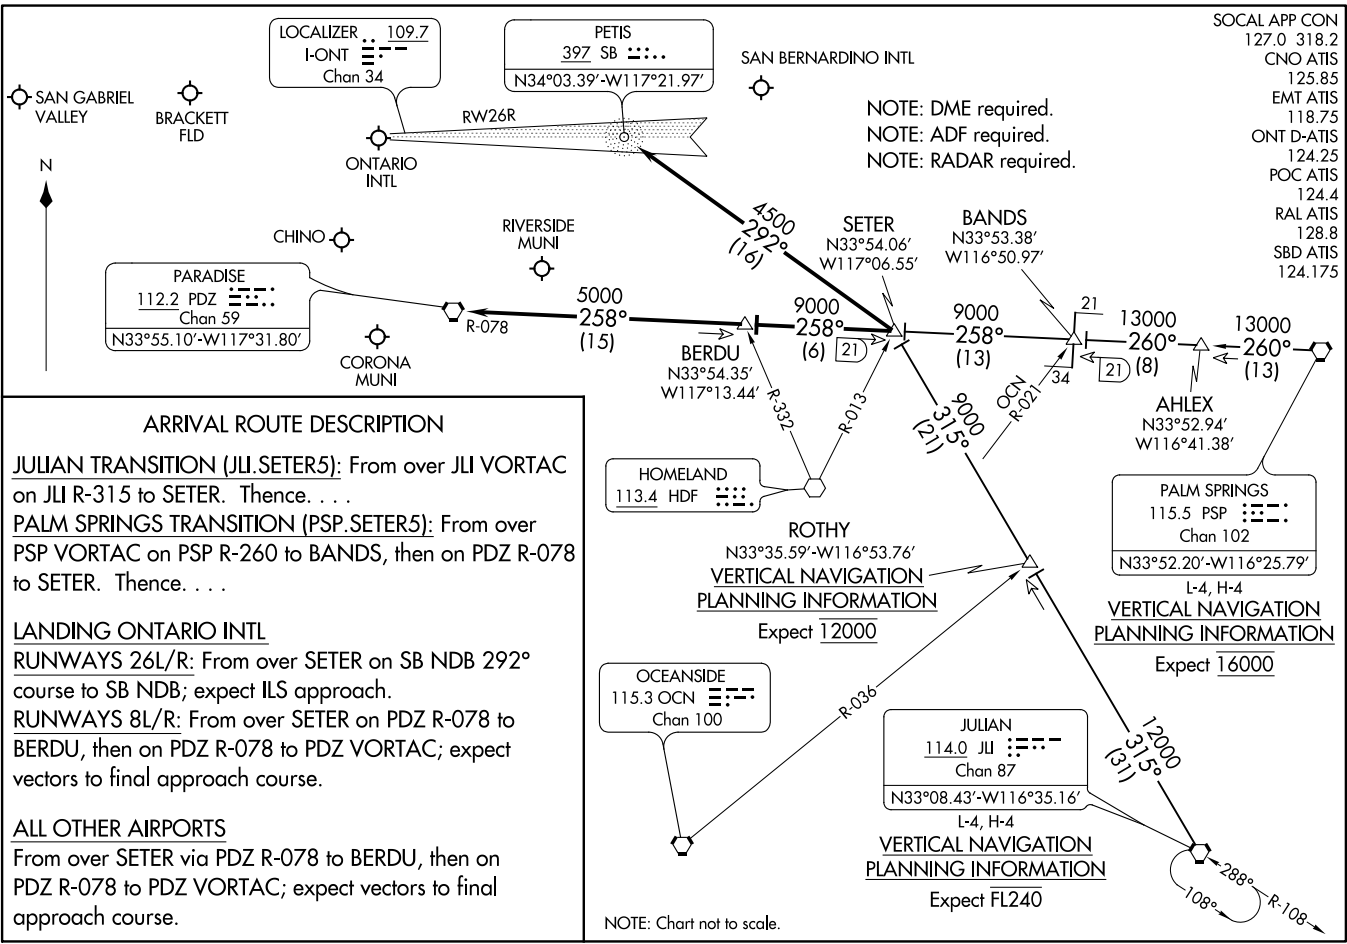 LOCALIZER 109.7
I-ONT
Chan 34
PETIS
397 SB
N34°03.39′-W117°21.97′
SAN BERNARDINO INTL
SOCAL APP CON
127.0 318.2
CNO ATIS
125.85
EMT ATIS
118.75
ONT D-ATIS
124.25
POC ATIS
124.4
RAL ATIS
128.8
SBD ATIS
124.175
NOTE: DME required.
NOTE: ADF required.
NOTE: RADAR required.
SAN GABRIEL
VALLEY
BRACKETT
FLD
RW26R
ONTARIO
INTL
N
CHINO
RIVERSIDE
MUNI
4500
292°
(16)
SETER
N33°54.06′
W117°06.55′
BANDS
N33°53.38′
W116°50.97′
PARADISE
112.2 PDZ
Chan 59
N33°55.10′-W117°31.80′
R-078
CORONA
MUNI
5000
258°
(15)
BERDU
N33°54.35′
W117°13.44′
9000
258°
(6)
21
9000
258°
(13)
21
34
21
13000
260°
(8)
13000
260°
(13)
AHLEX
N33°52.94′
W116°41.38′
R-332
R-013
OCN
R-021
9000
315°
(21)
HOMELAND
113.4 HDF
PALM SPRINGS
115.5 PSP
Chan 102
N33°52.20′-W116°25.79′
L-4, H-4
VERTICAL NAVIGATION
PLANNING INFORMATION
Expect 16000
ROTHY
N33°35.59′-W116°53.76′
VERTICAL NAVIGATION
PLANNING INFORMATION
Expect 12000
OCEANSIDE
115.3 OCN
Chan 100
R-036
12000
315°
(31)
JULIAN
114.0 JLI
Chan 87
N33°08.43′-W116°35.16′
L-4, H-4
VERTICAL NAVIGATION
PLANNING INFORMATION
Expect FL240
288°
108°
R-108
NOTE: Chart not to scale.
ARRIVAL ROUTE DESCRIPTION
JULIAN TRANSITION (JLI.SETER5): From over JLI VORTAC
on JLI R-315 to SETER. Thence. . . .
PALM SPRINGS TRANSITION (PSP.SETER5): From over
PSP VORTAC on PSP R-260 to BANDS, then on PDZ R-078
to SETER. Thence. . . .
LANDING ONTARIO INTL
RUNWAYS 26L/R: From over SETER on SB NDB 292°
course to SB NDB; expect ILS approach.
RUNWAYS 8L/R: From over SETER on PDZ R-078 to
BERDU, then on PDZ R-078 to PDZ VORTAC; expect
vectors to final approach course.
ALL OTHER AIRPORTS
From over SETER via PDZ R-078 to BERDU, then on
PDZ R-078 to PDZ VORTAC; expect vectors to final
approach course.